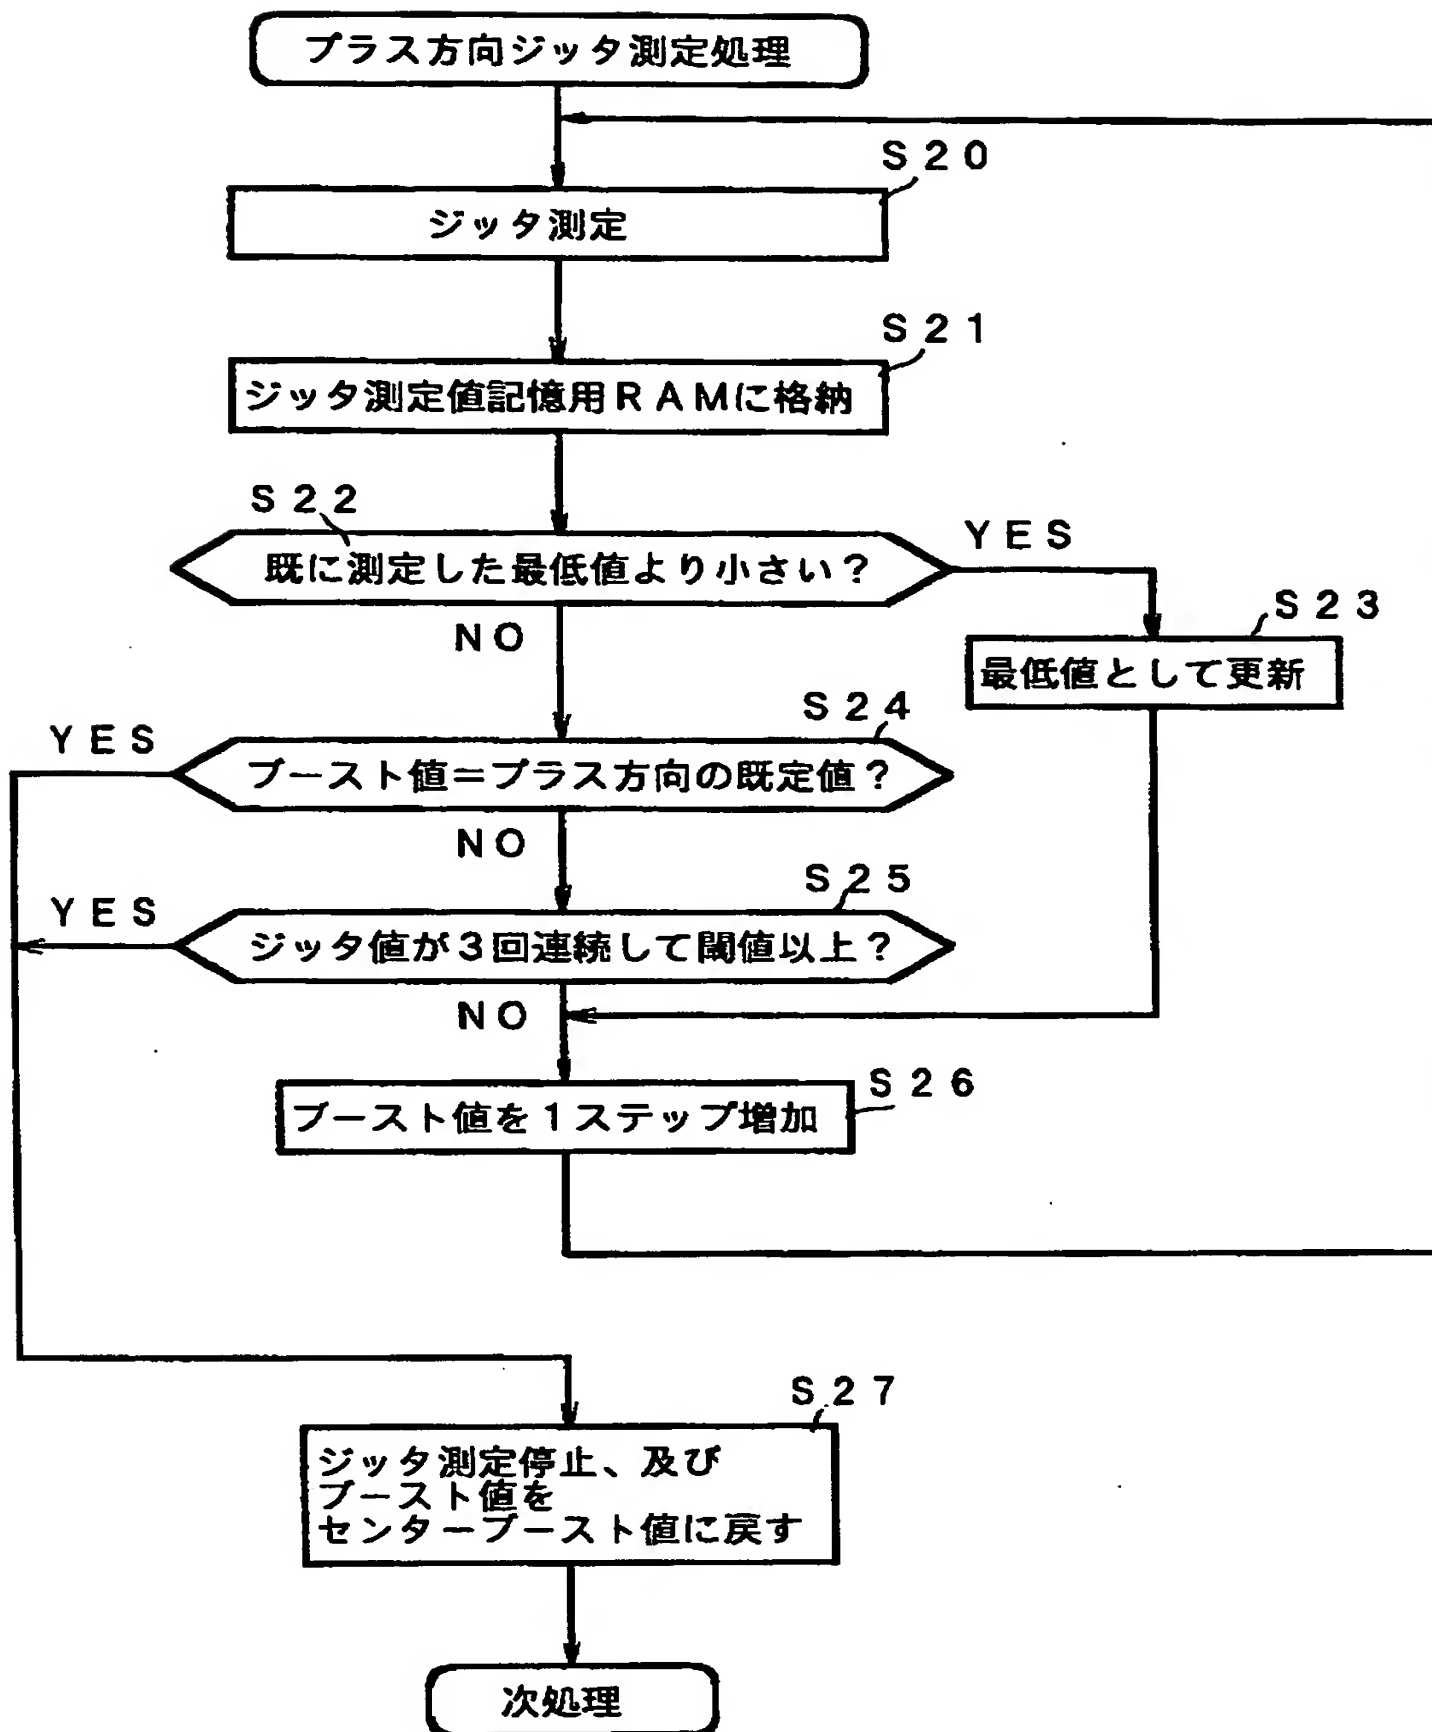 プラス方向ジッタ測定処理
S20
ジッタ測定
S21
ジッタ測定値記憶用RAMに格納
S22
既に測定した最低値より小さい？
YES
NO
S23
最低値として更新
S24
YES
ブースト値＝プラス方向の既定値？
NO
S25
YES
ジッタ値が3回連続して閾値以上？
NO
S26
ブースト値を1ステップ増加
S27
ジッタ測定停止、及び
ブースト値を
センターブースト値に戻す
次処理